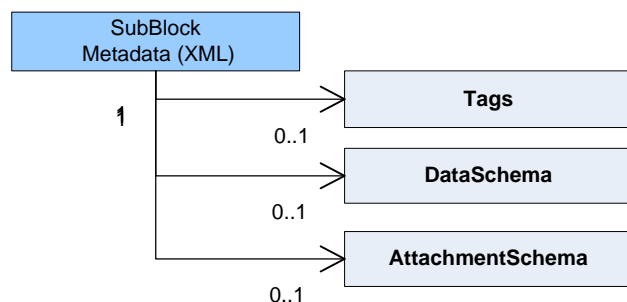 SubBlock
Metadata (XML)
1
Tags
0..1
DataSchema
0..1
AttachmentSchema
0..1